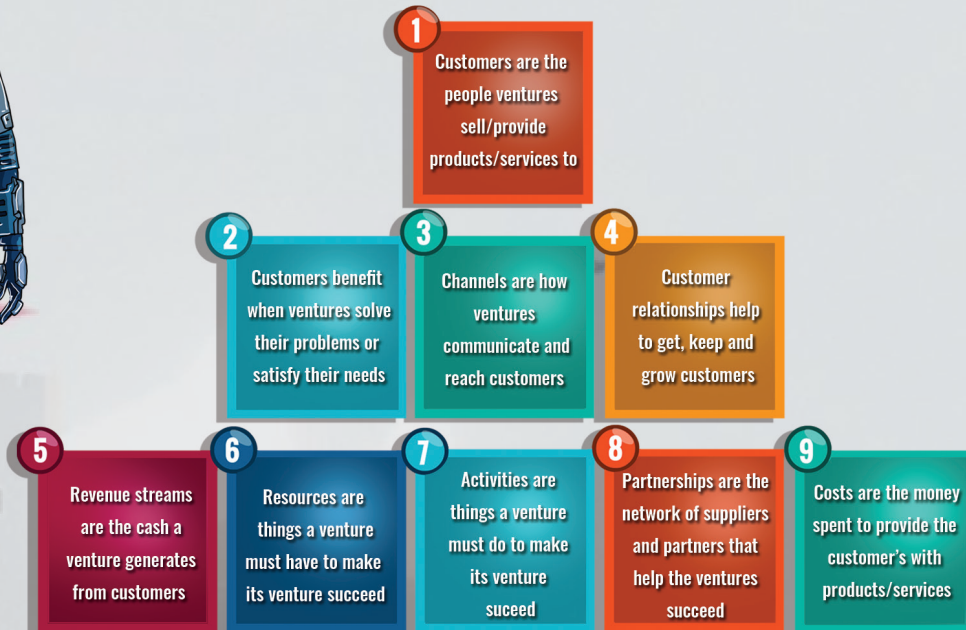 1
Customers are the
people ventures
sell/provide
products/services to
2
Customers benefit
when ventures solve
their problems or
satisfy their needs
3
Channels are how
ventures
communicate and
reach customers
4
Customer
relationships help
to get, keep and
grow customers
5
Revenue streams
are the cash a
venture generates
from customers
6
Resources are
things a venture
must have to make
its venture succeed
7
Activities are
things a venture
must do to make
its venture
suceed
8
Partnerships are the
network of suppliers
and partners that
help the ventures
succeed
9
Costs are the money
spent to provide the
customer's with
products/services